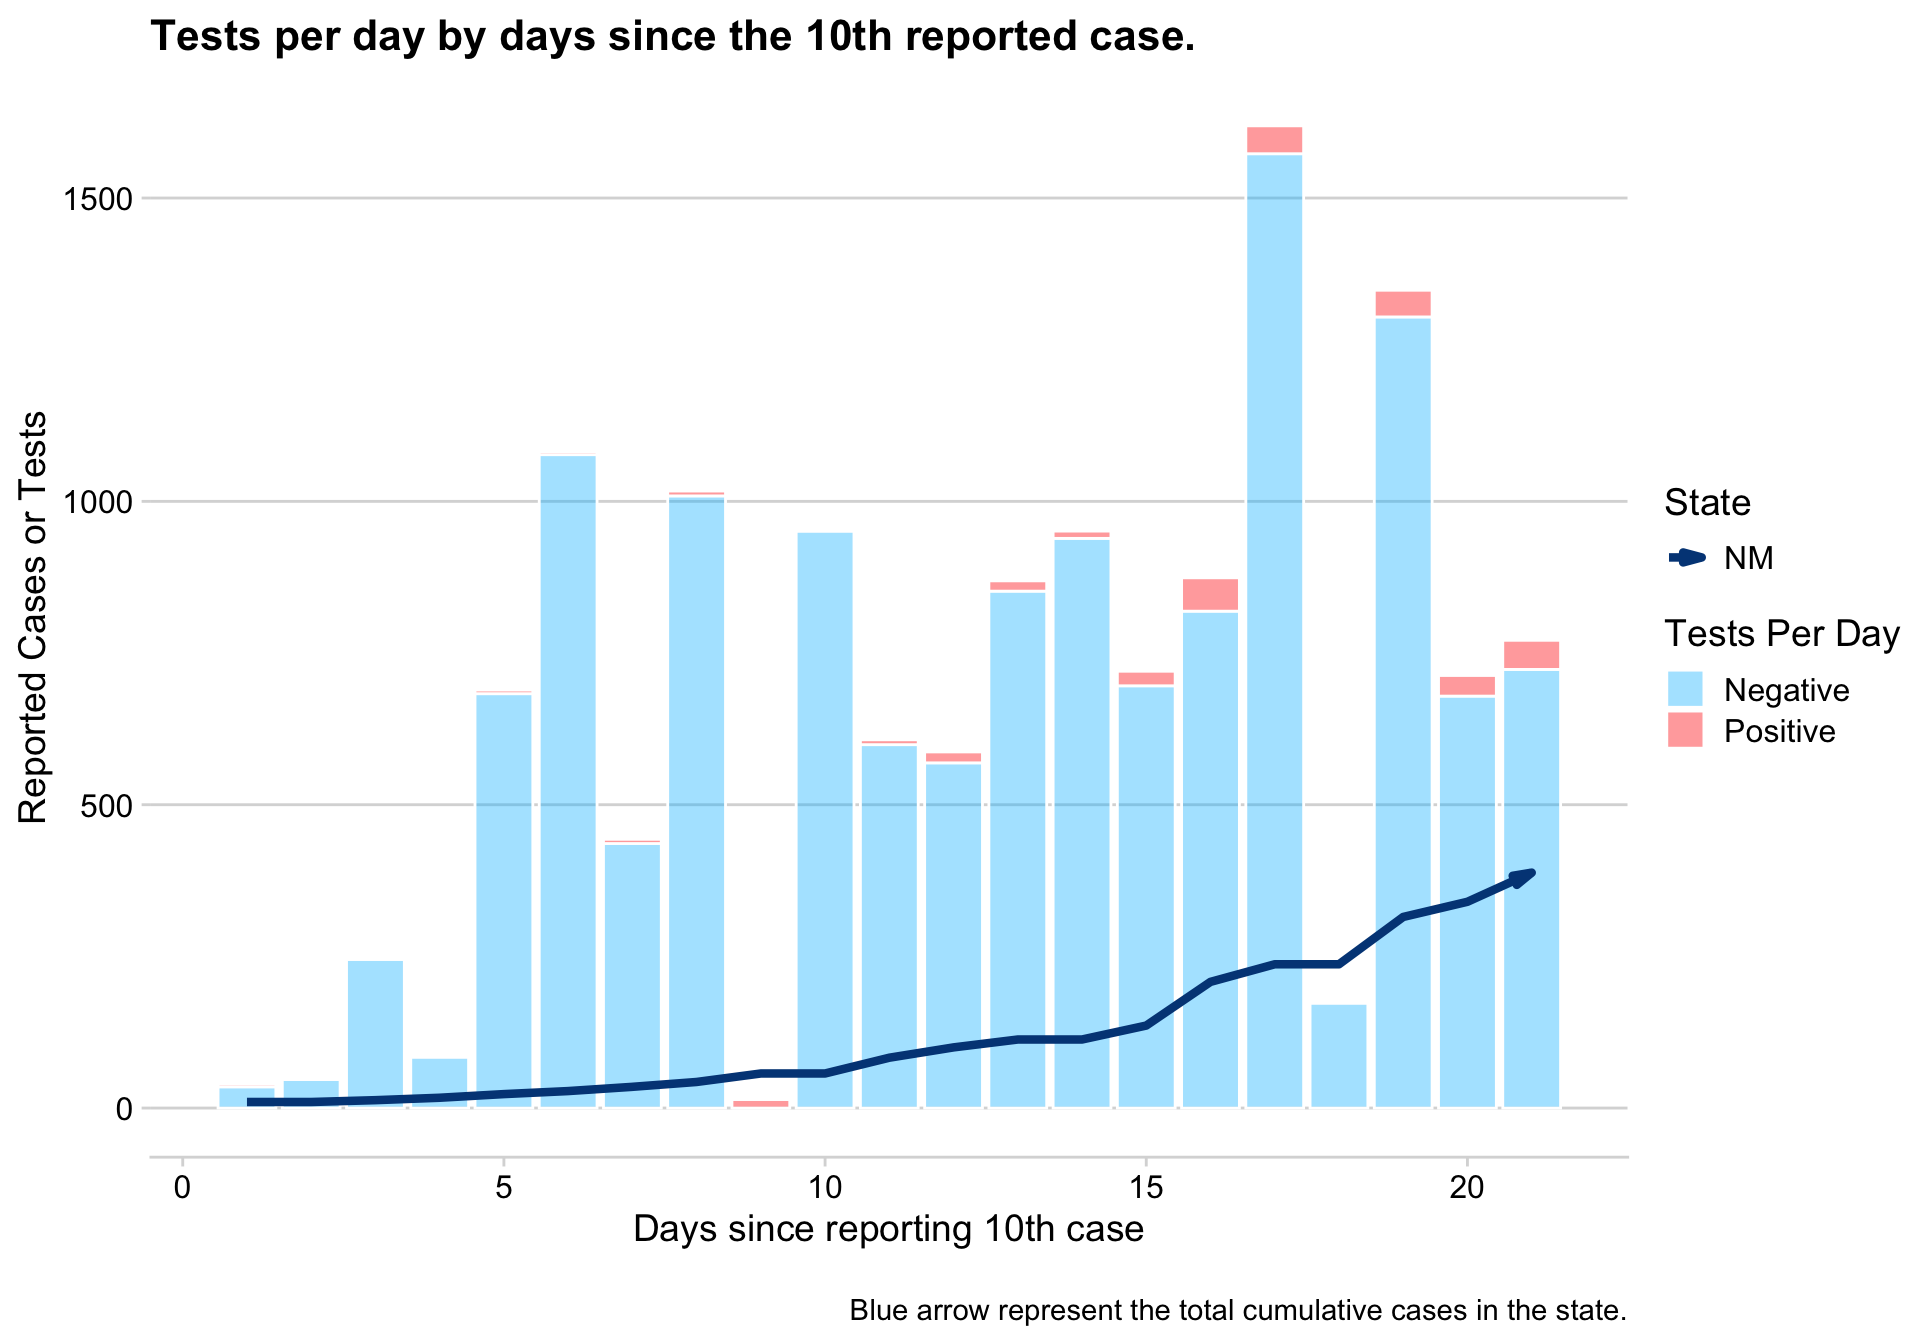 Tests per day by days since the 10th reported case.
Reported Cases or Tests
1500
1000
500
0
0 5 10 15 20
Days since reporting 10th case
State
NM
Tests Per Day
Negative
Positive
Blue arrow represent the total cumulative cases in the state.